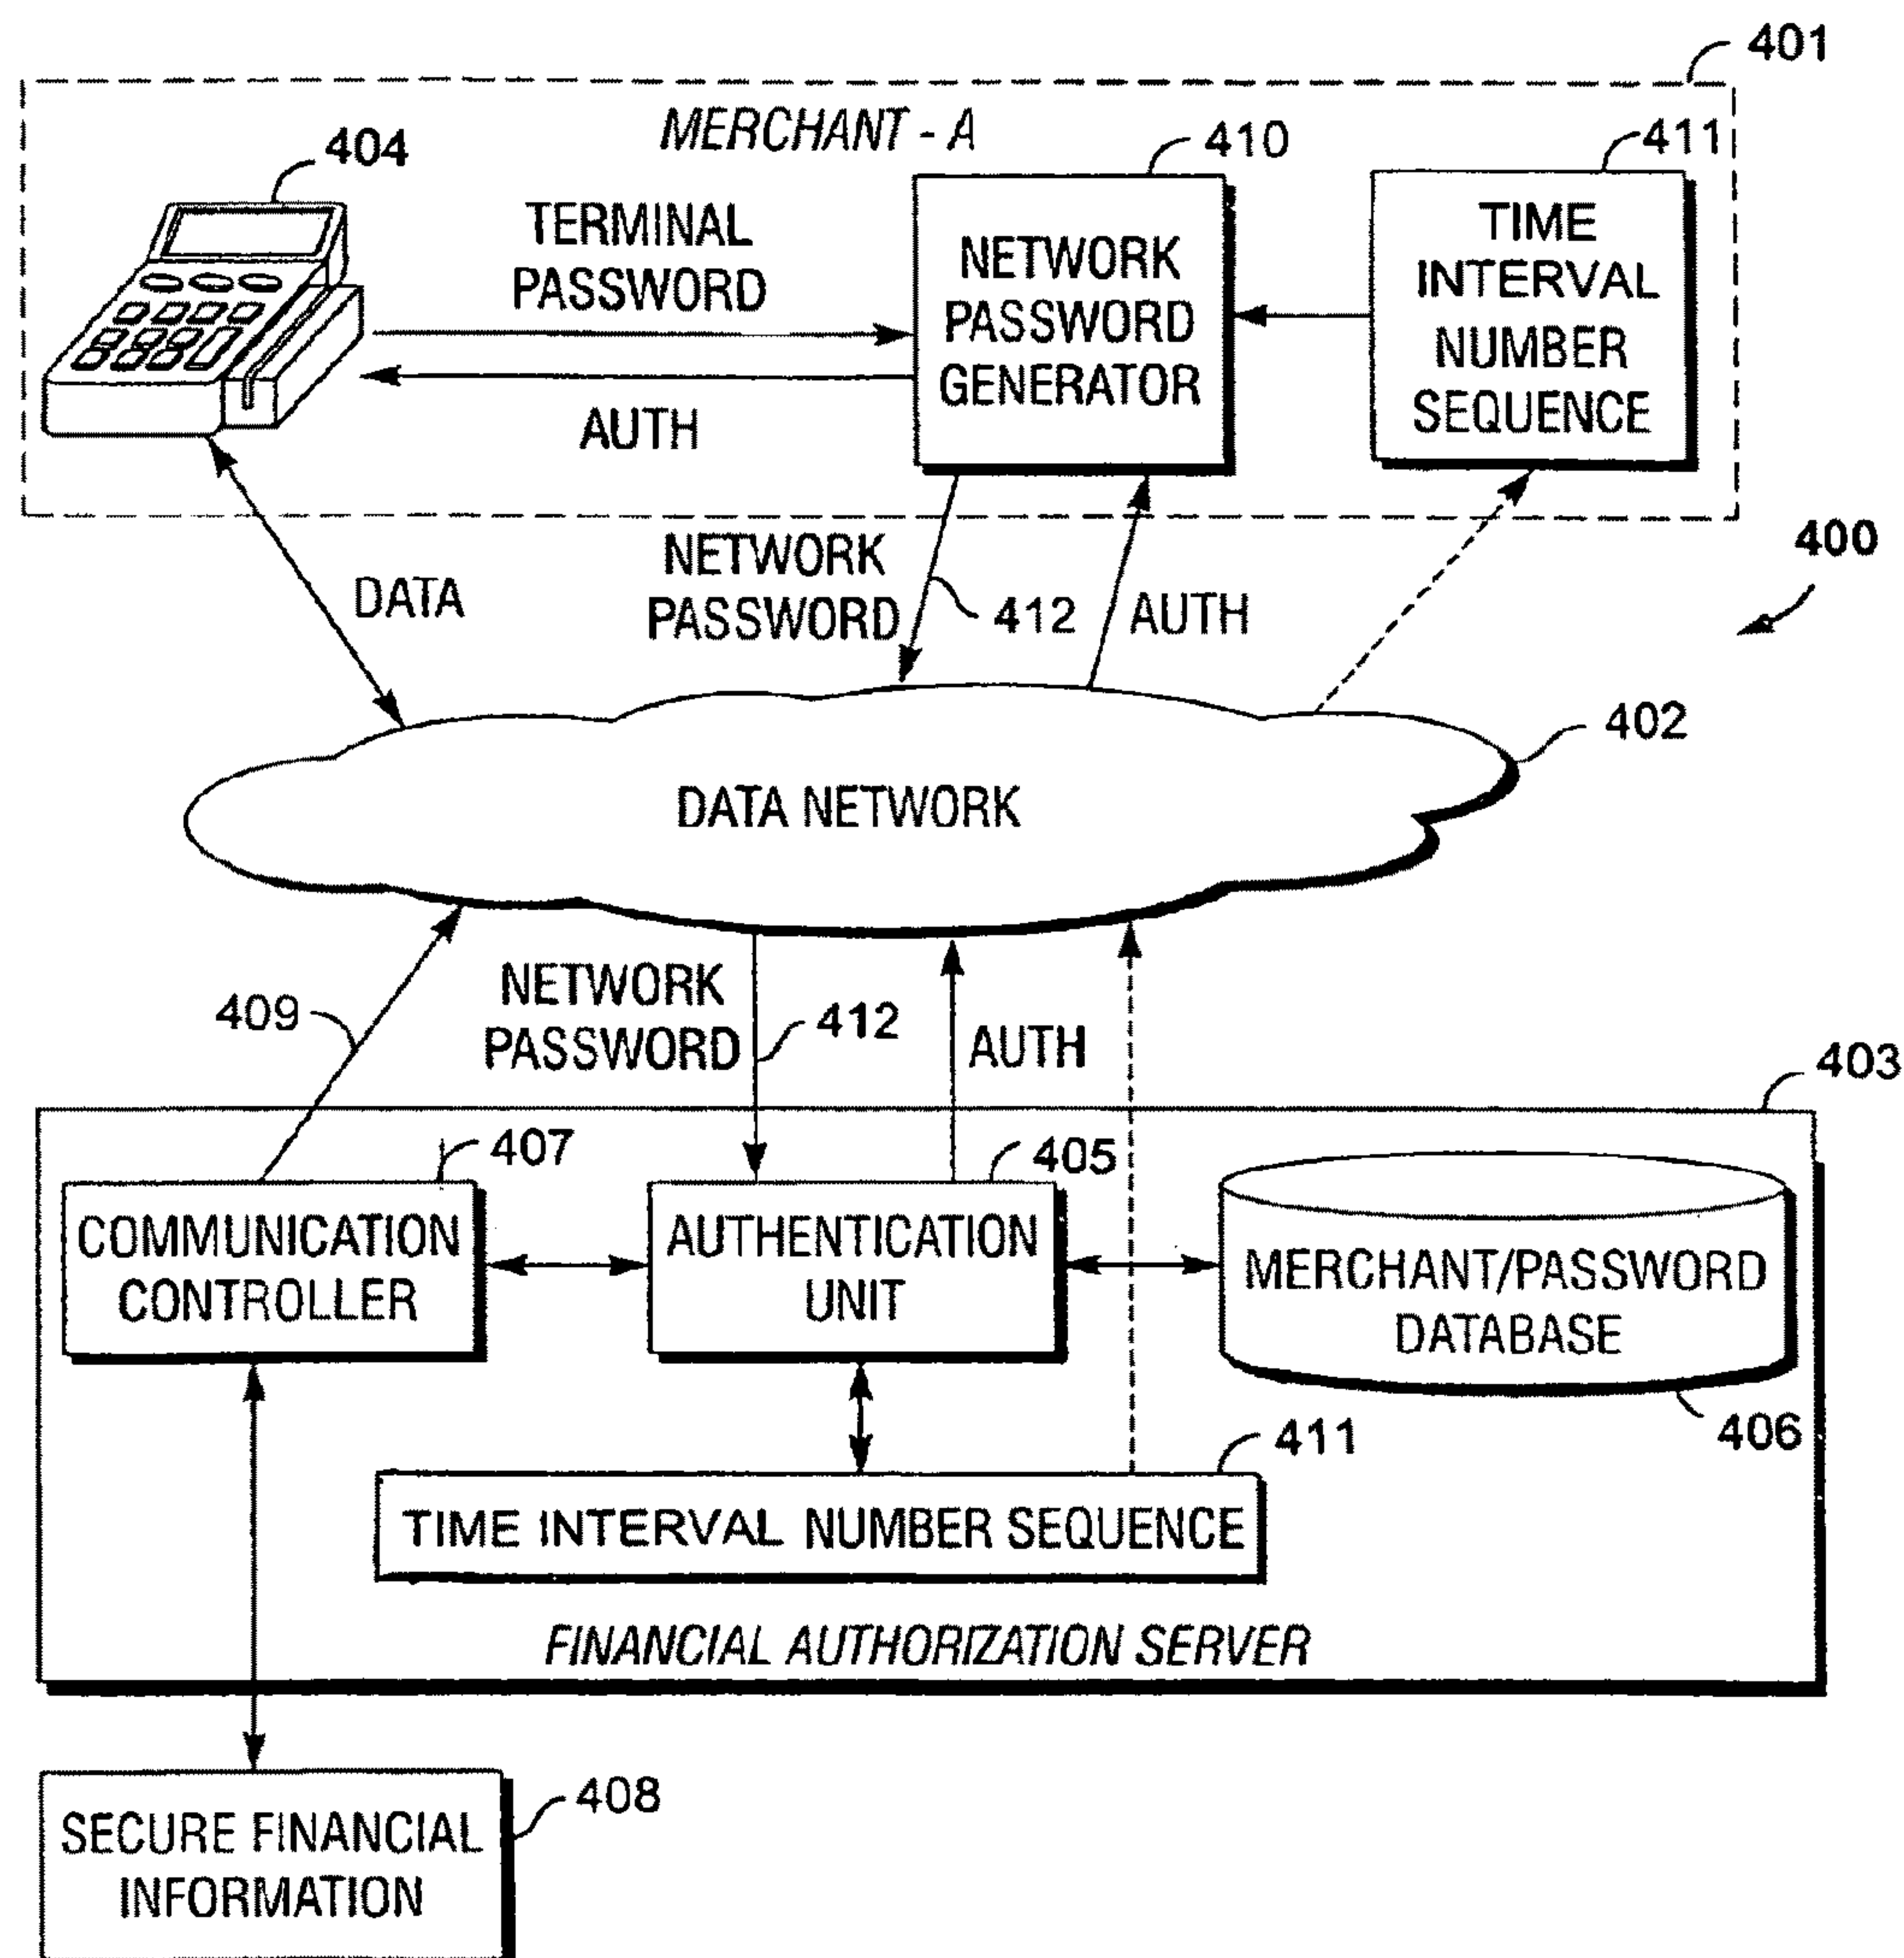 401
MERCHANT - A
404
410
411
TERMINAL
PASSWORD
NETWORK
PASSWORD
GENERATOR
TIME
INTERVAL
NUMBER
SEQUENCE
AUTH
400
DATA
NETWORK
PASSWORD
412
AUTH
402
DATA NETWORK
409
NETWORK
PASSWORD
412
AUTH
403
407
405
COMMUNICATION
CONTROLLER
AUTHENTICATION
UNIT
MERCHANT/PASSWORD
DATABASE
406
411
TIME INTERVAL NUMBER SEQUENCE
FINANCIAL AUTHORIZATION SERVER
408
SECURE FINANCIAL
INFORMATION